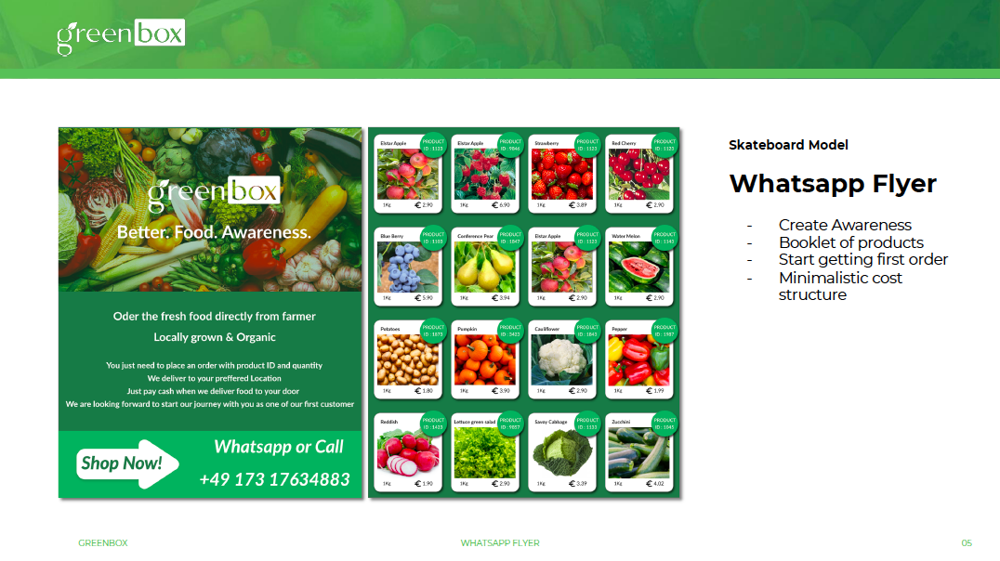 greenbox
greenbox
Better. Food. Awareness.
Oder the fresh food directly from farmer
Locally grown & Organic
You just need to place an order with product ID and quantity
We deliver to your preffered Location
Just pay cash when we deliver food to your door
We are looking forward to start our journey with you as one of our first customer
Shop Now!
Whatsapp or Call
+49 173 17634883
Elstar Apple
PRODUCT
ID : 1123
1Kg € 2.90
Elstar Apple
PRODUCT
ID : 9846
1Kg € 6.90
Strawberry
PRODUCT
ID : 1123
1Kg € 3.89
Red Cherry
PRODUCT
ID : 1123
1Kg € 2.90
Blue Berry
PRODUCT
ID : 1103
1Kg € 5.90
Conference Pear
PRODUCT
ID : 1847
1Kg € 3.94
Elstar Apple
PRODUCT
ID : 1123
1Kg € 2.90
Water Melon
PRODUCT
ID : 1140
1Kg € 2.90
Potatoes
PRODUCT
ID : 1873
1Kg € 1.80
Pumpkin
PRODUCT
ID : 3423
1Kg € 3.90
Cauliflower
PRODUCT
ID : 1843
1Kg € 2.90
Pepper
PRODUCT
ID : 1987
1Kg € 1.99
Reddish
PRODUCT
ID : 1423
1Kg € 1.90
Lettuce green salad
PRODUCT
ID : 9857
1Kg € 2.90
Savoy Cabbage
PRODUCT
ID : 1123
1Kg € 3.39
Zucchini
PRODUCT
ID : 1045
1Kg € 4.02
Skateboard Model
Whatsapp Flyer
- Create Awareness
- Booklet of products
- Start getting first order
- Minimalistic cost
structure
GREENBOX
WHATSAPP FLYER
05